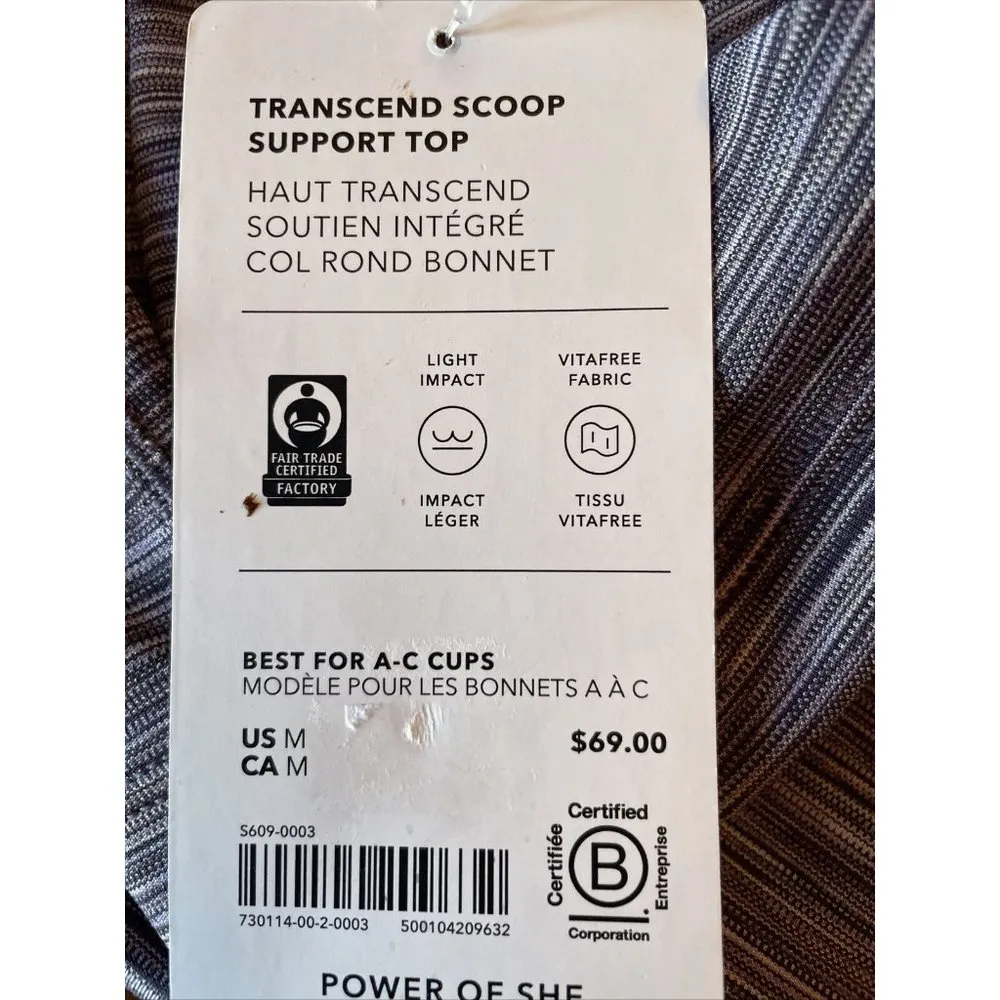 TRANSCEND SCOOP
SUPPORT TOP
HAUT TRANSCEND
SOUTIEN INTÉGRÉ
COL ROND BONNET
FAIR TRADE
CERTIFIED
FACTORY
LIGHT
IMPACT
IMPACT
LÉGER
VITAFREE
FABRIC
TISSU
VITAFREE
BEST FOR A-C CUPS
MODÈLE POUR LES BONNETS A À C
US M
CA M
$69.00
S609-0003
730114-00-2-0003 500104209632
Certified
Certifiée
B
Entreprise
Corporation
POWER OF SHE